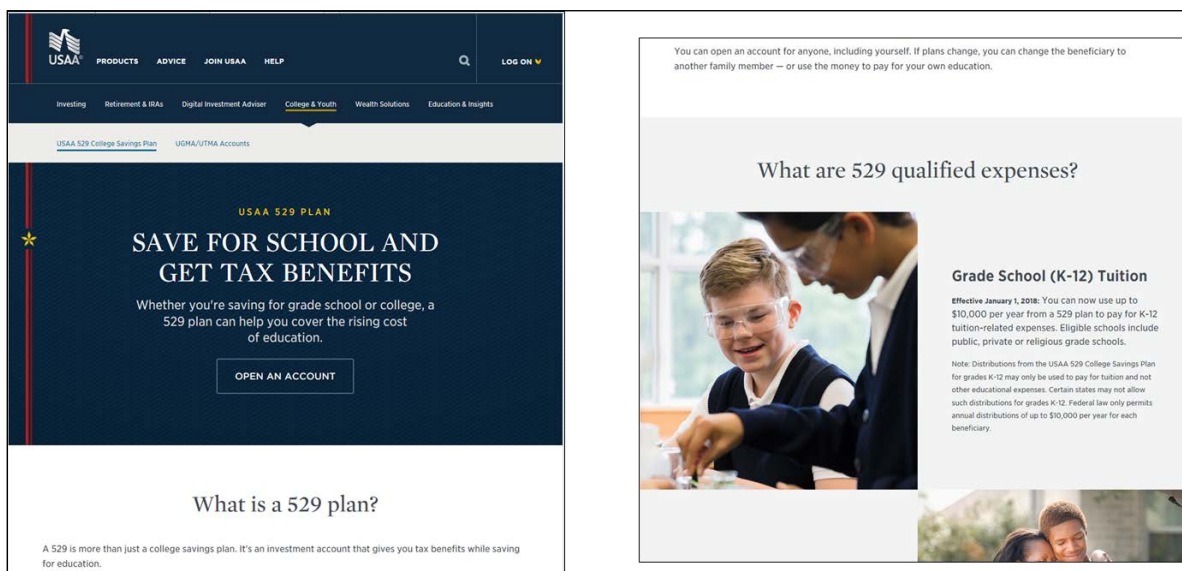 USAA®
PRODUCTS ADVICE JOIN USAA HELP
LOG ON
Investing Retirement & IRAs Digital Investment Adviser College & Youth Wealth Solutions Education & Insights
USAA 529 College Savings Plan UGMA/UTMA Accounts
USAA 529 PLAN
SAVE FOR SCHOOL AND
GET TAX BENEFITS
Whether you're saving for grade school or college, a
529 plan can help you cover the rising cost
of education.
OPEN AN ACCOUNT
What is a 529 plan?
A 529 is more than just a college savings plan. It's an investment account that gives you tax benefits while saving
for education.
You can open an account for anyone, including yourself. If plans change, you can change the beneficiary to
another family member — or use the money to pay for your own education.
What are 529 qualified expenses?
Grade School (K-12) Tuition
Effective January 1, 2018: You can now use up to
$10,000 per year from a 529 plan to pay for K-12
tuition-related expenses. Eligible schools include
public, private or religious grade schools.
Note: Distributions from the USAA 529 College Savings Plan
for grades K-12 may only be used to pay for tuition and not
other educational expenses. Certain states may not allow
such distributions for grades K-12. Federal law only permits
annual distributions of up to $10,000 per year for each
beneficiary.